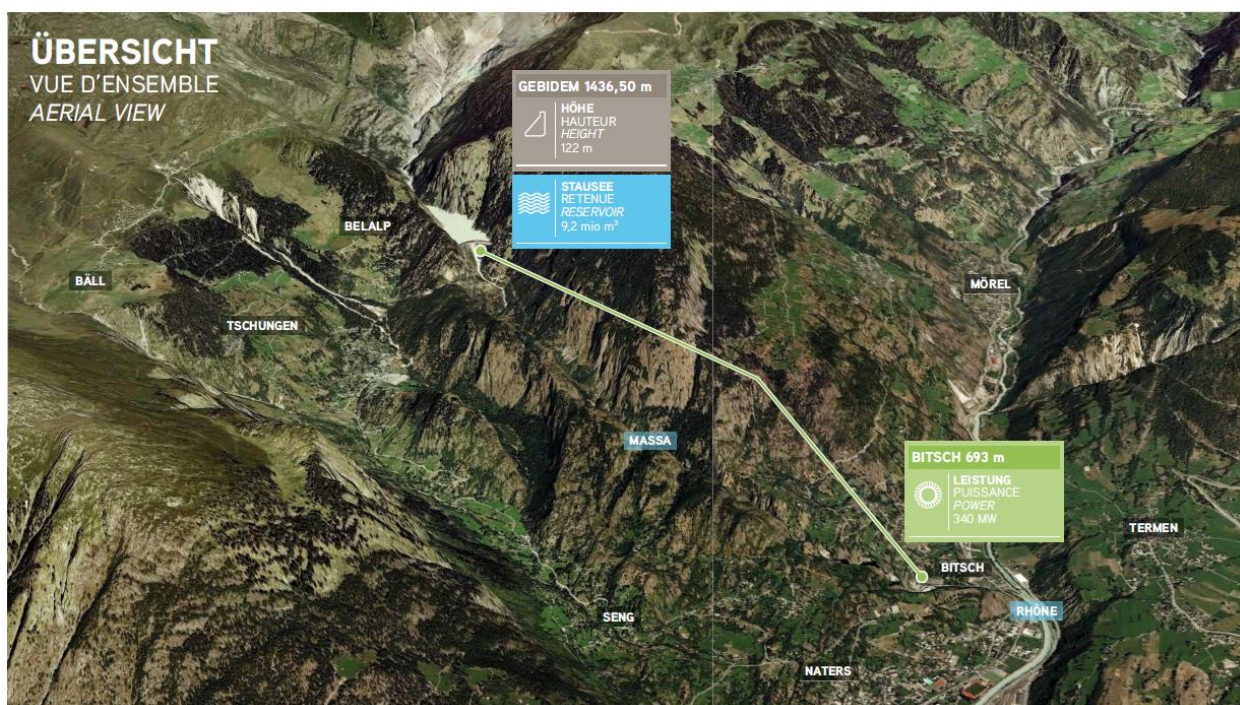 ÜBERSICHT
VUE D'ENSEMBLE
AERIAL VIEW
GEBIDEM 1436,50 m
HÖHE
HAUTEUR
HEIGHT
122 m
STAUSEE
RETENUE
RESERVOIR
9,2 mio m³
BELALP
BÄLL
TSCHUNGEN
MÖREL
MASSA
BITSCH 693 m
LEISTUNG
PUISSANCE
POWER
340 MW
TERMEN
BITSCH
RHÔNE
SENG
NATERS